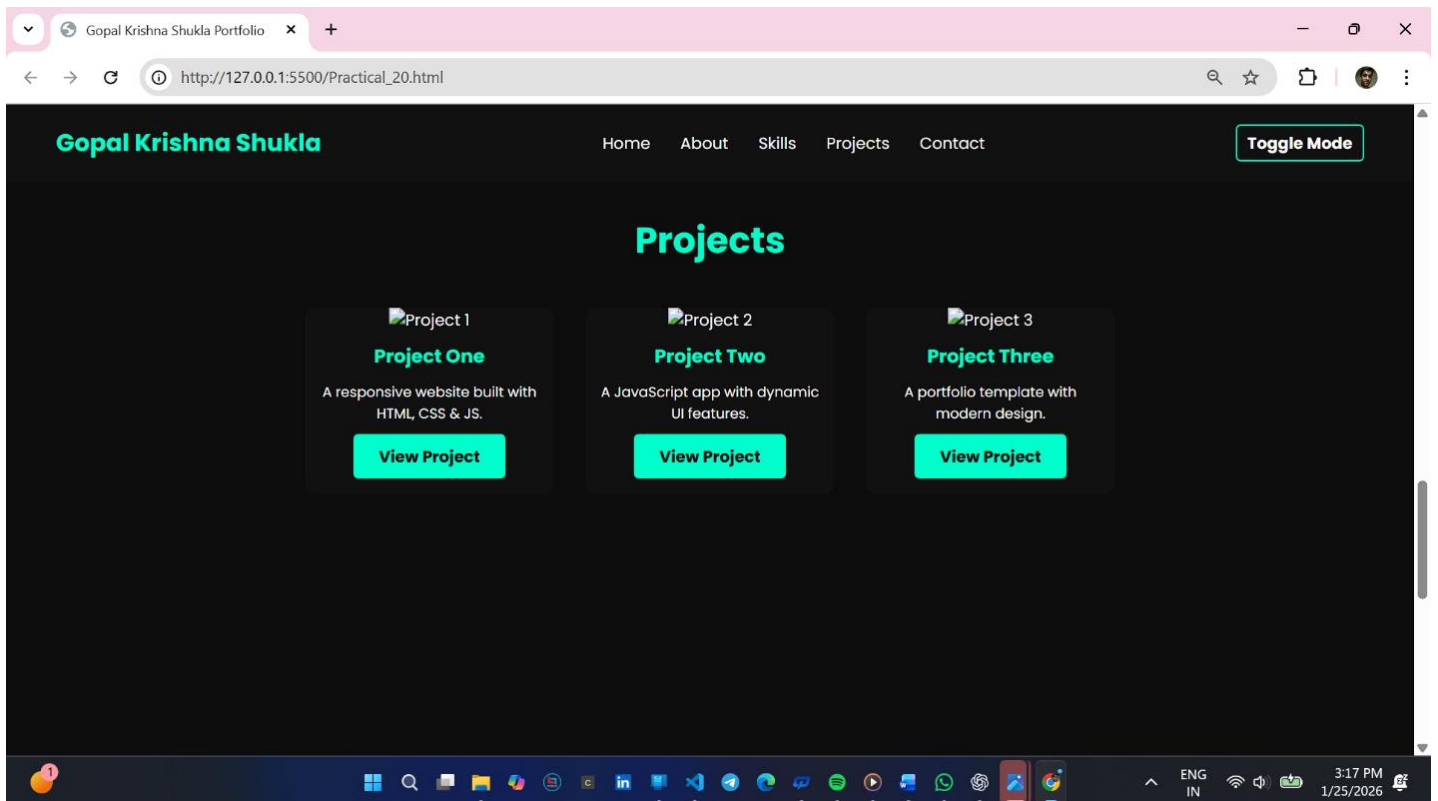 Gopal Krishna Shukla Portfolio
http://127.0.0.1:5500/Practical_20.html
Gopal Krishna Shukla
Home About Skills Projects Contact
Toggle Mode
Projects
Project 1
Project One
A responsive website built with
HTML, CSS & JS.
View Project
Project 2
Project Two
A JavaScript app with dynamic
UI features.
View Project
Project 3
Project Three
A portfolio template with
modern design.
View Project
1
C
in
ENG
IN
3:17 PM
1/25/2026